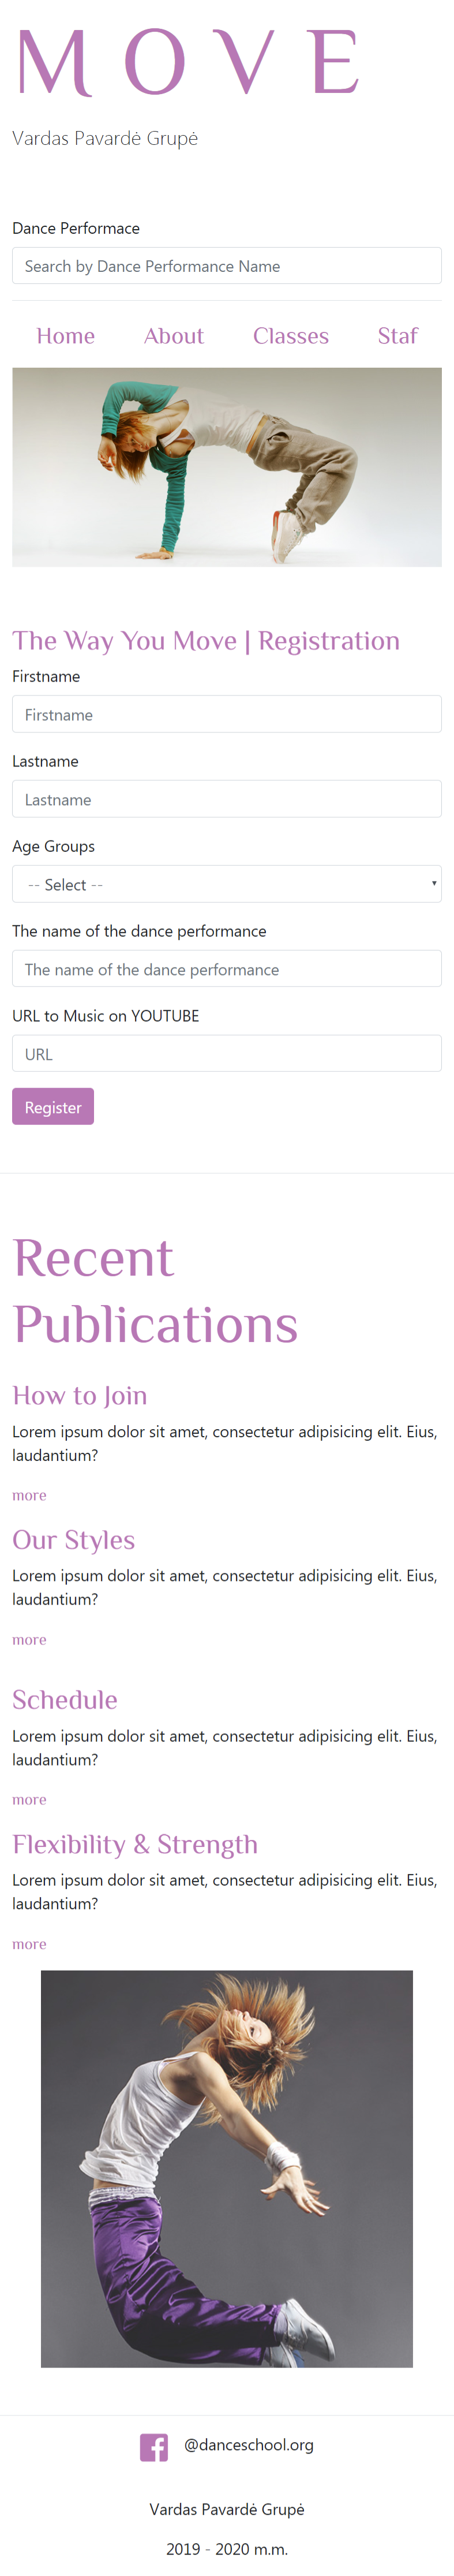 M O V E
Vardas Pavardė Grupė
Dance Performace
Search by Dance Performance Name
Home About Classes Staf
The Way You Move | Registration
Firstname
Firstname
Lastname
Lastname
Age Groups
-- Select --
The name of the dance performance
The name of the dance performance
URL to Music on YOUTUBE
URL
Register
Recent
Publications
How to Join
Lorem ipsum dolor sit amet, consectetur adipisicing elit. Eius,
laudantium?
more
Our Styles
Lorem ipsum dolor sit amet, consectetur adipisicing elit. Eius,
laudantium?
more
Schedule
Lorem ipsum dolor sit amet, consectetur adipisicing elit. Eius,
laudantium?
more
Flexibility & Strength
Lorem ipsum dolor sit amet, consectetur adipisicing elit. Eius,
laudantium?
more
@danceschool.org
Vardas Pavardė Grupė
2019 - 2020 m.m.